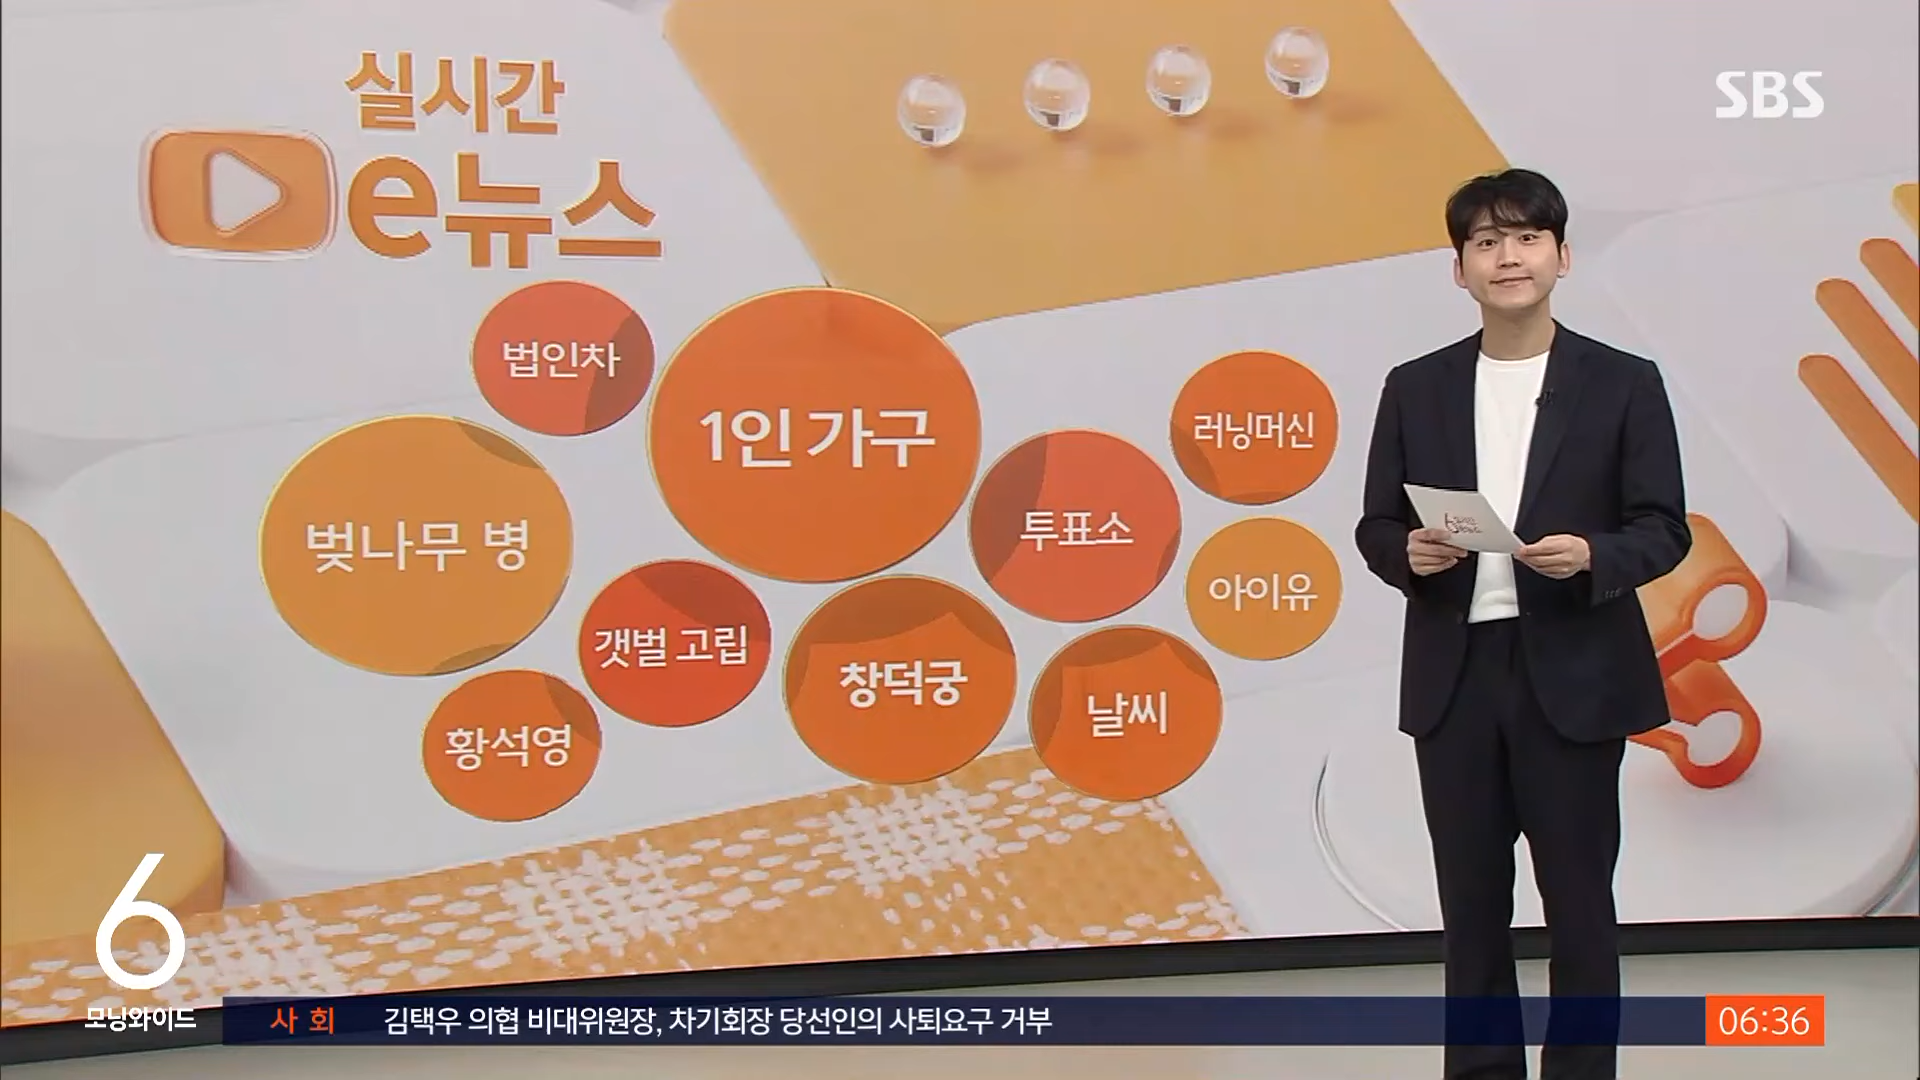 실시간
e뉴스
SBS
법인차
1인 가구
러닝머신
벚나무 병
투표소
아이유
갯벌 고립
창덕궁
날씨
황석영
6
모닝와이드
사 회
김택우 의협 비대위원장, 차기회장 당선인의 사퇴요구 거부
06:36